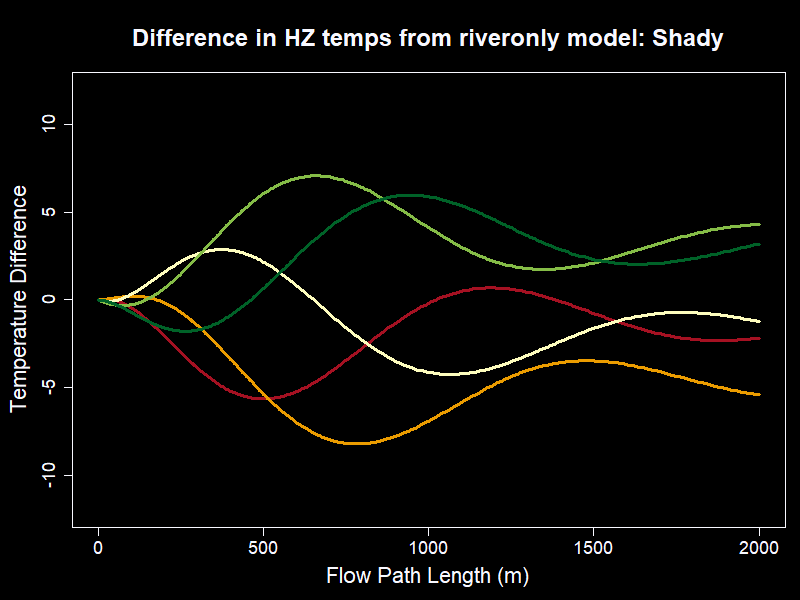 Difference in HZ temps from riveronly model: Shady
10
5
0
-5
-10
Temperature Difference
0 500 1000 1500 2000
Flow Path Length (m)